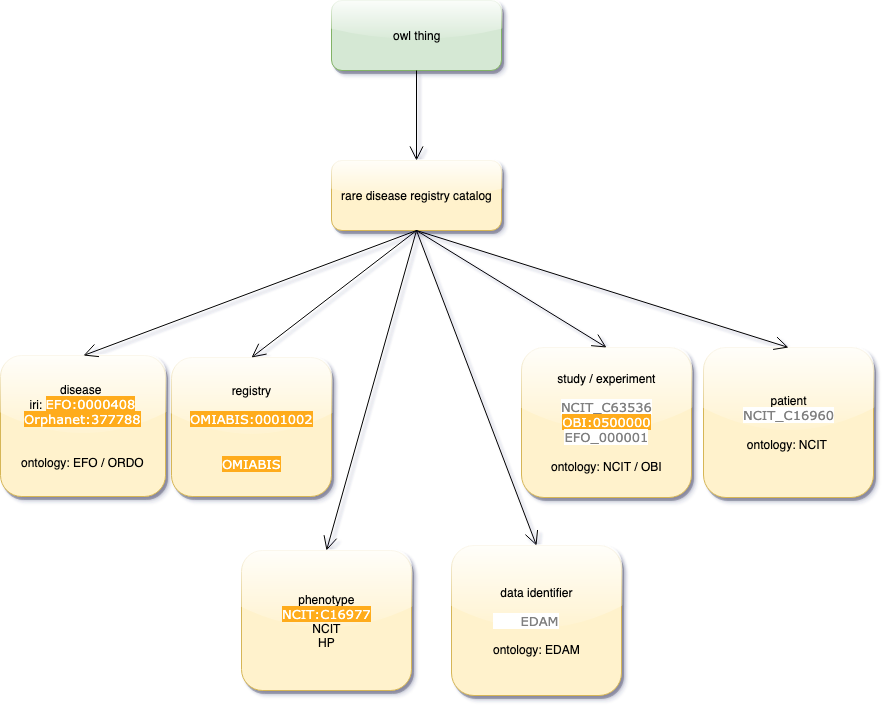 owl thing
rare disease registry catalog
disease
iri: EFO:0000408
Orphanet:377788
ontology: EFO / ORDO
registry
OMIABIS:0001002
OMIABIS
study / experiment
NCIT_C63536
OBI:0500000
EFO_000001
ontology: NCIT / OBI
patient
NCIT_C16960
ontology: NCIT
phenotype
NCIT:C16977
NCIT
HP
data identifier
EDAM
ontology: EDAM